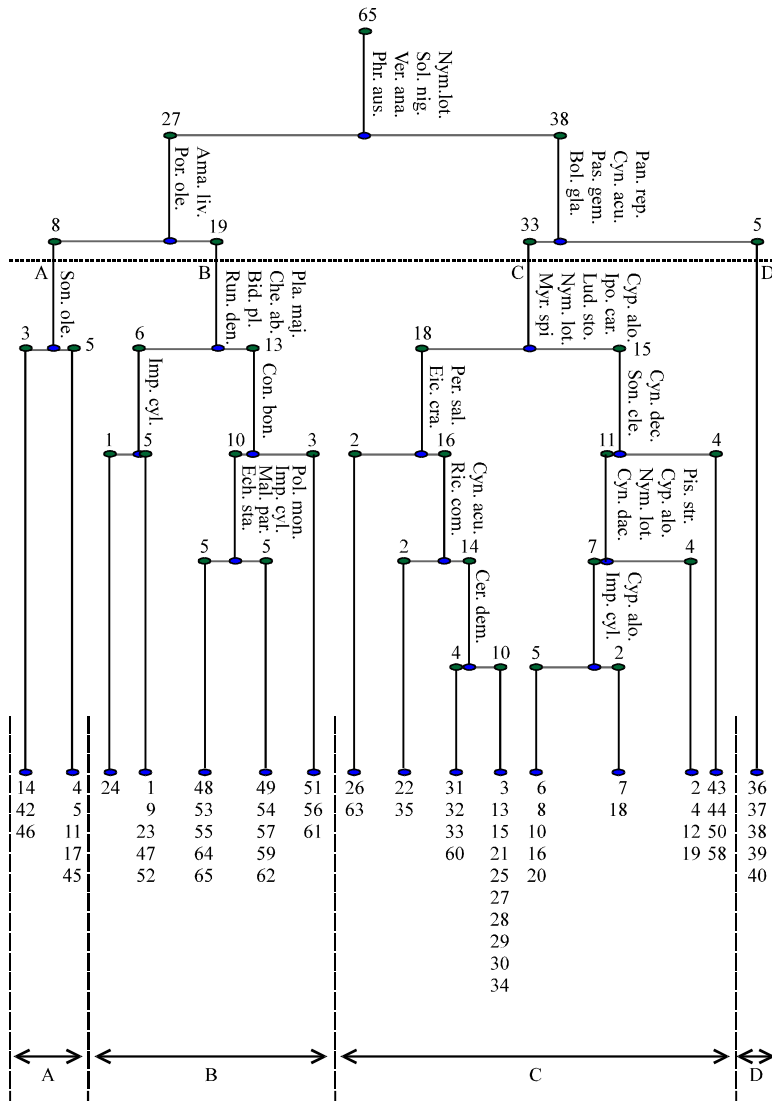 65
Nym.lot.
Sol. nig.
Ver. ana.
Phr. aus.
27
38
Ama. liv.
Por. ole.
Pan. rep.
Cyn. acu.
Pas. gem.
Bol. gla.
8
19
33
5
A
B
C
D
Son. ole.
Pla. maj.
Che. ab.
Bid. pl.
Run. den.
Cyp. alo.
Ipo. car.
Lud. sto.
Nym. lot.
Myr. spi
3
5
6
13
18
15
Imp. cyl.
Con. bon.
Per. sal.
Eic. cra.
Cyn. dec.
Son. cle.
1
5
10
3
2
16
11
4
Pol. mon.
Imp. cyl.
Mal. par.
Ech. sta.
Cyn. acu.
Ric. com.
Pis. str.
Cyp. alo.
Nym. lot.
Cyn. dac.
5
5
2
14
7
4
Cer. dem.
Cyp. alo.
Imp. cyl.
4
10
5
2
14 4 24 1 48 49 51 26 22 31 3 6 7 2 43 36
42 5 9 53 54 56 63 35 32 13 8 18 4 44 37
46 11 23 55 57 61 33 15 10 12 50 38
17 47 64 59 60 21 16 19 58 39
45 52 65 62 25 20 40
27
28
29
30
34
A B C D